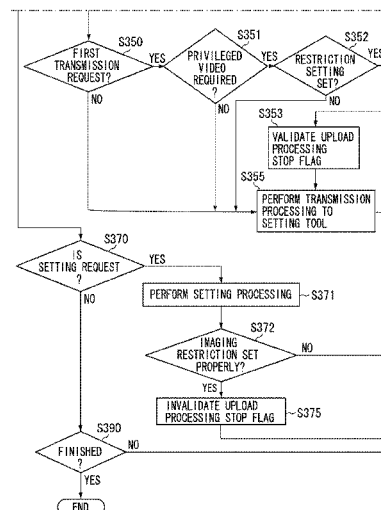 S350
FIRST
TRANSMISSION
REQUEST?
YES
NO
S351
PRIVILEGED
VIDEO
REQUIRED
?
YES
NO
S352
RESTRICTION
SETTING
SET?
YES
NO
S353
VALIDATE UPLOAD
PROCESSING
STOP FLAG
S355
PERFORM TRANSMISSION
PROCESSING TO
SETTING TOOL
S370
IS
SETTING REQUEST
?
YES
NO
PERFORM SETTING PROCESSING
S371
S372
IMAGING
RESTRICTION SET
PROPERLY?
NO
YES
INVALIDATE UPLOAD
PROCESSING STOP FLAG
S375
S390
FINISHED
?
NO
YES
END